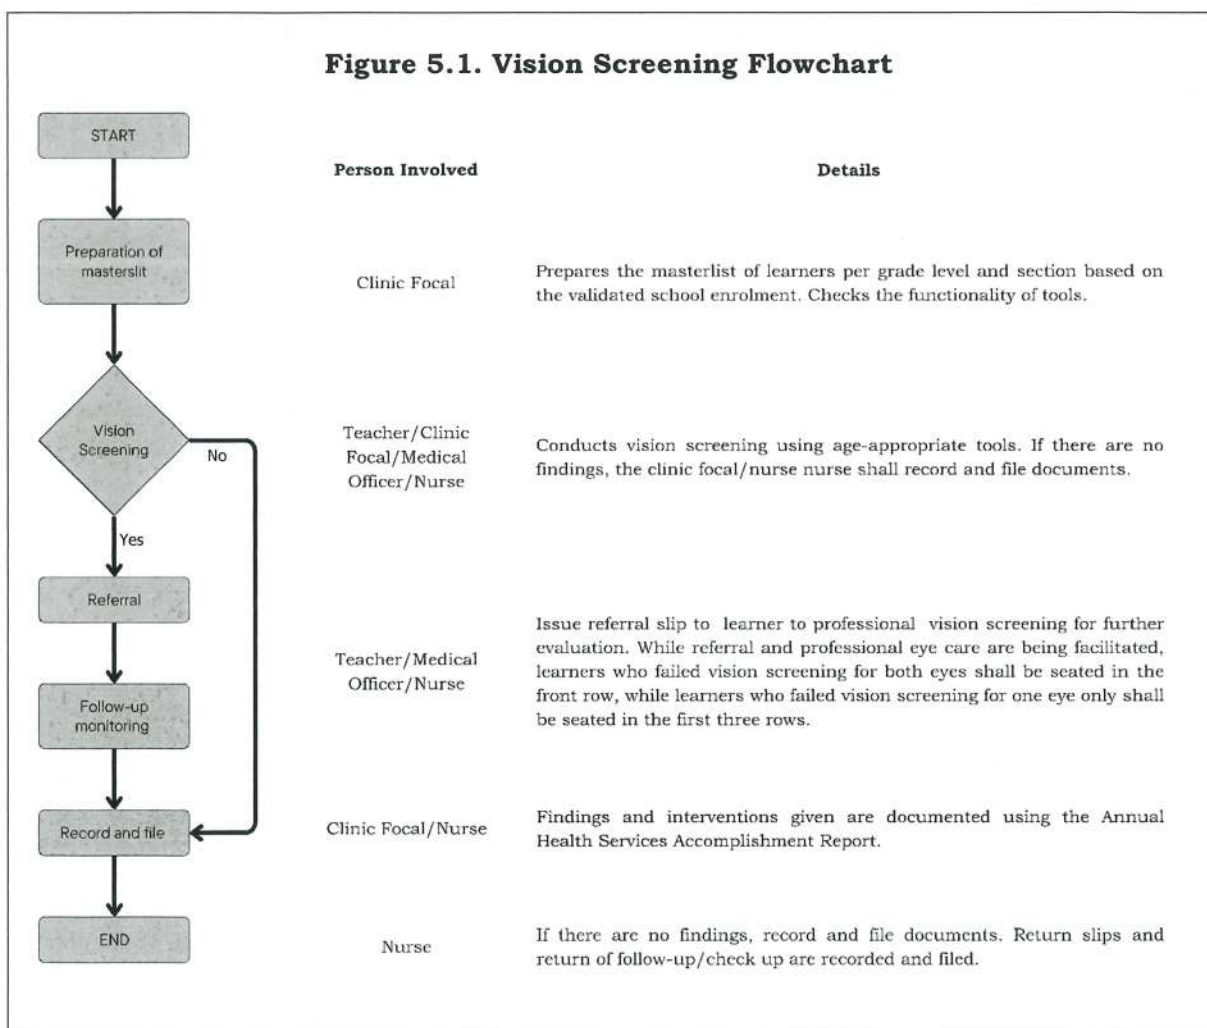 Figure 5.1. Vision Screening Flowchart
START
Person Involved
Details
Preparation of
masterslit
Clinic Focal
Prepares the masterlist of learners per grade level and section based on
the validated school enrolment. Checks the functionality of tools.
Vision
Screening
No
Yes
Teacher/Clinic
Focal/Medical
Officer/Nurse
Conducts vision screening using age-appropriate tools. If there are no
findings, the clinic focal/nurse nurse shall record and file documents.
Referral
Follow-up
monitoring
Teacher/Medical
Officer/Nurse
Issue referral slip to learner to professional vision screening for further
evaluation. While referral and professional eye care are being facilitated,
learners who failed vision screening for both eyes shall be seated in the
front row, while learners who failed vision screening for one eye only shall
be seated in the first three rows.
Record and file
Clinic Focal/Nurse
Findings and interventions given are documented using the Annual
Health Services Accomplishment Report.
END
Nurse
If there are no findings, record and file documents. Return slips and
return of follow-up/check up are recorded and filed.